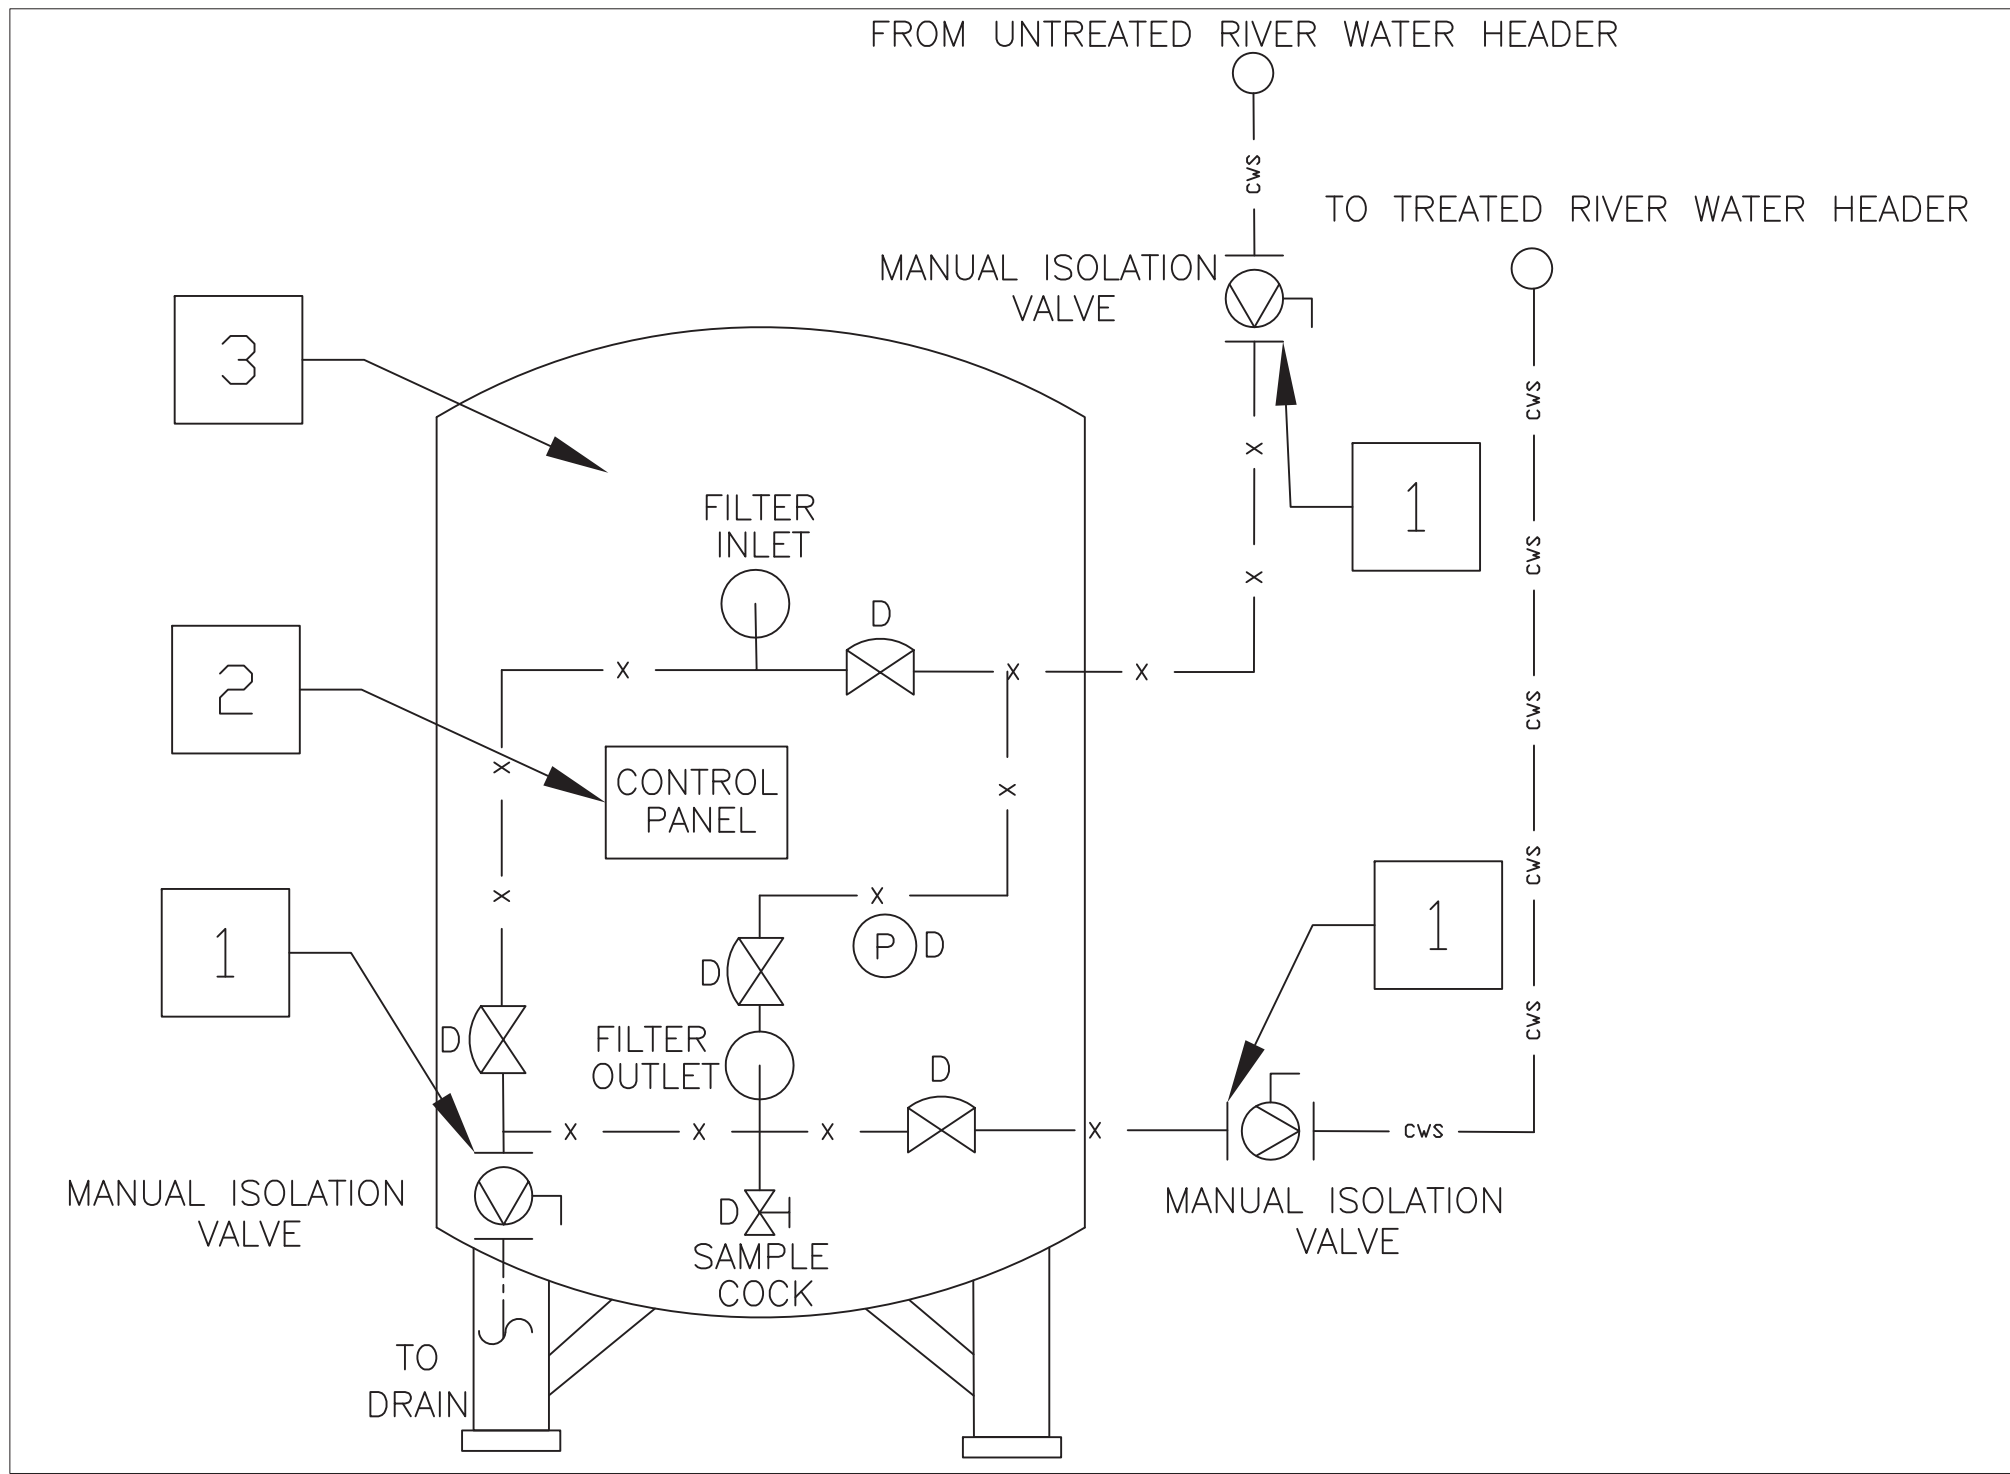 FROM UNTREATED RIVER WATER HEADER
CWS
TO TREATED RIVER WATER HEADER
MANUAL ISOLATION
VALVE
3
CWS
X
1
FILTER
INLET
CWS
X
D
X
X
X
2
CWS
X
CONTROL
PANEL
X
CWS
1
X
X
1
P
D
D
CWS
D
FILTER
OUTLET
D
X
X
X
X
CWS
MANUAL ISOLATION
VALVE
D
SAMPLE
COCK
MANUAL ISOLATION
VALVE
TO
DRAIN